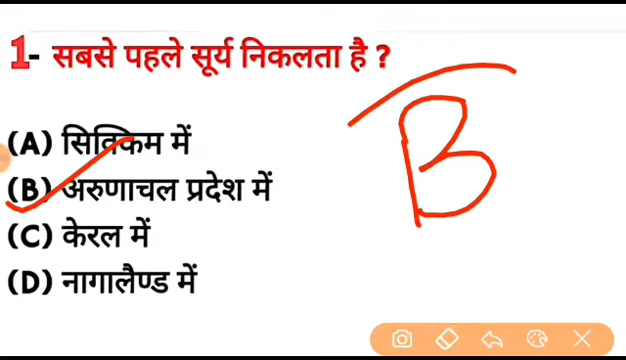 1- सबसे पहले सूर्य निकलता है ?
B
(A) सिक्किम में
(B) अरुणाचल प्रदेश में
(C) केरल में
(D) नागालैण्ड में